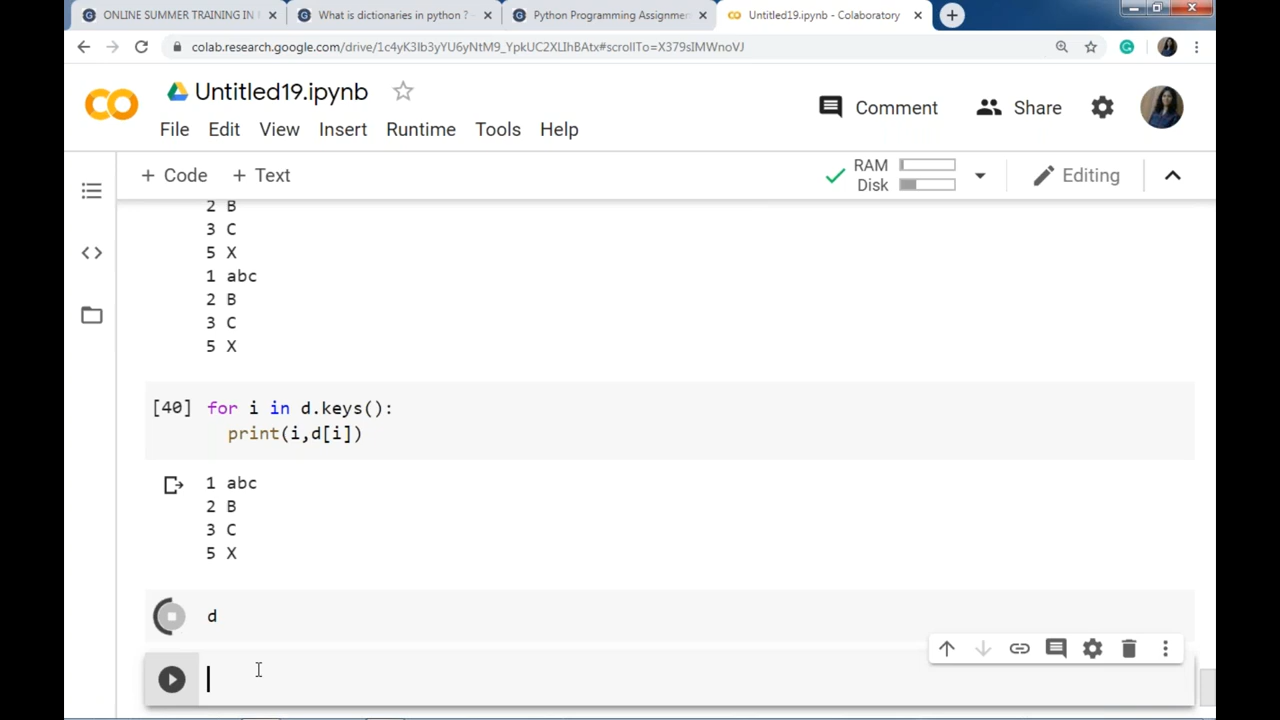 ONLINE SUMMER TRAINING IN
What is dictionaries in python ? -
Python Programming Assignmen
Untitled19.ipynb - Colaboratory
colab.research.google.com/drive/1c4yK3Ib3yYU6yNtM9_YpkUC2XLIhBAtx#scrollTo=X379sIMWnoVJ
CO
Untitled19.ipynb
Comment
Share
File Edit View Insert Runtime Tools Help
+ Code + Text
RAM
Disk
Editing
2 B
3 C
5 X
1 abc
2 B
3 C
5 X
[40] for i in d.keys():
print(i,d[i])
1 abc
2 B
3 C
5 X
d